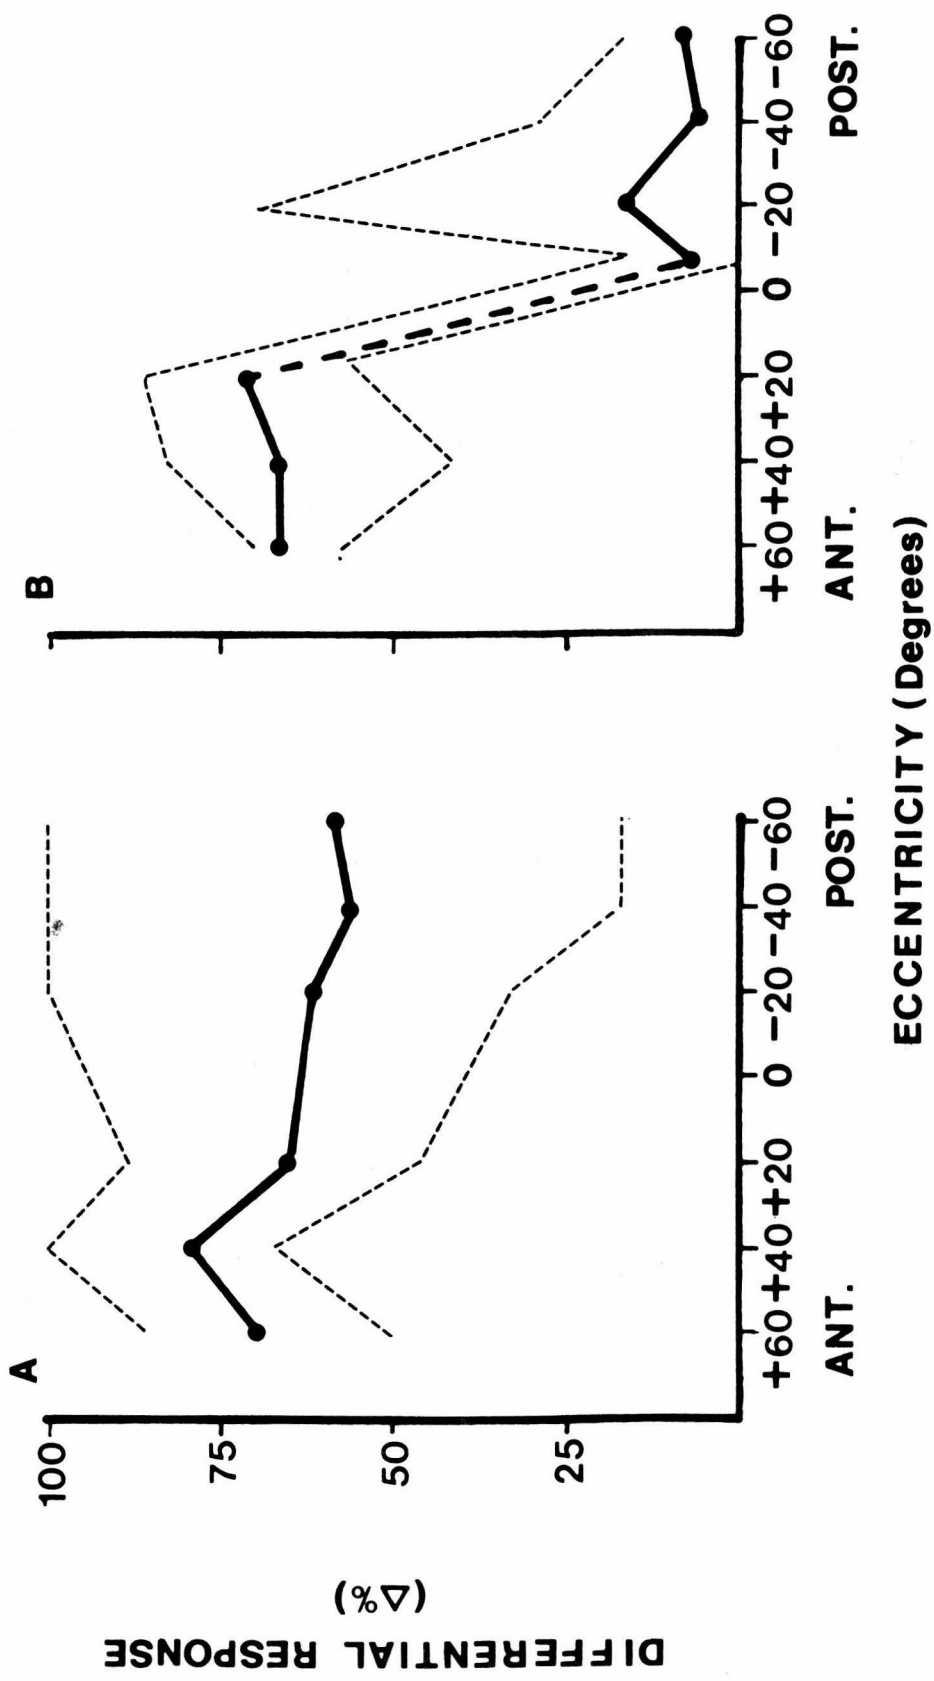 A
B
DIFFERENTIAL RESPONSE
(Δ%)
100
75
50
25
+60 +40 +20 0 −20 −40 −60
ANT. POST.
+60 +40 +20 0 −20 −40 −60
ANT. POST.
ECCENTRICITY (Degrees)